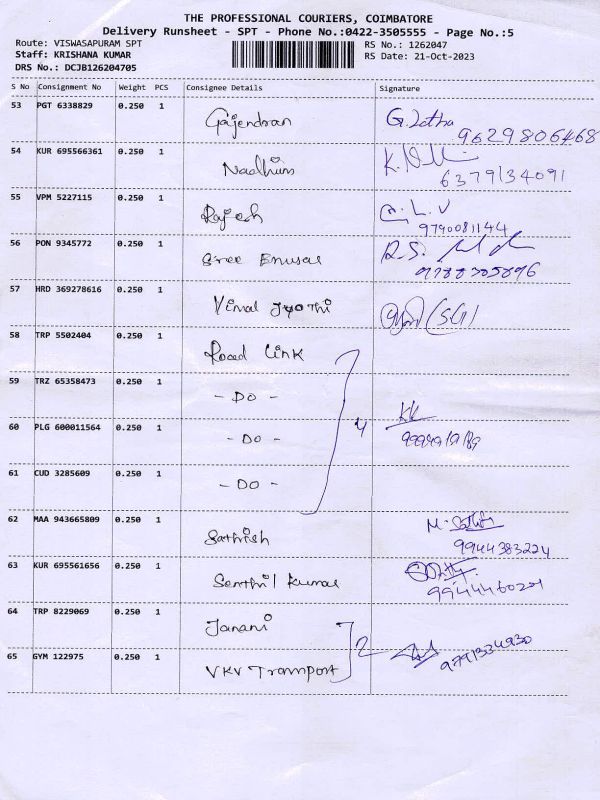 THE PROFESSIONAL COURIERS, COIMBATORE
Delivery Runsheet - SPT - Phone No.:0422-3505555 - Page No.:5
Route: VISWASAPURAM SPT
RS No.: 1262047
Staff: KRISHANA KUMAR
RS Date: 21-Oct-2023
DRS No.: DCJB126204705
S No Consignment No Weight PCS Consignee Details Signature
53 PGT 6338829 0.250 1 Gajendran G. Latha
9629806468
54 KUR 695566361 0.250 1 Nadhim K.
6379134091
55 VPM 5227115 0.250 1 Rajesh L.V
9790081144
56 PON 9345772 0.250 1 Sree R.S.
57 HRD 369278616 0.250 1 Vimal Jyothi (SGI)
58 TRP 5502404 0.250 1 Road Link
59 TRZ 65358473 0.250 1 - DO -
60 PLG 600011564 0.250 1 - DO - 4 KK
61 CUD 3285609 0.250 1 - DO -
62 MAA 943665809 0.250 1 Sathish M. Sathis
9944383224
63 KUR 695561656 0.250 1 Senthil Kumar
9944460201
64 TRP 8229069 0.250 1 Janani
2
65 GYM 122975 0.250 1 VKV Transport 9791334930